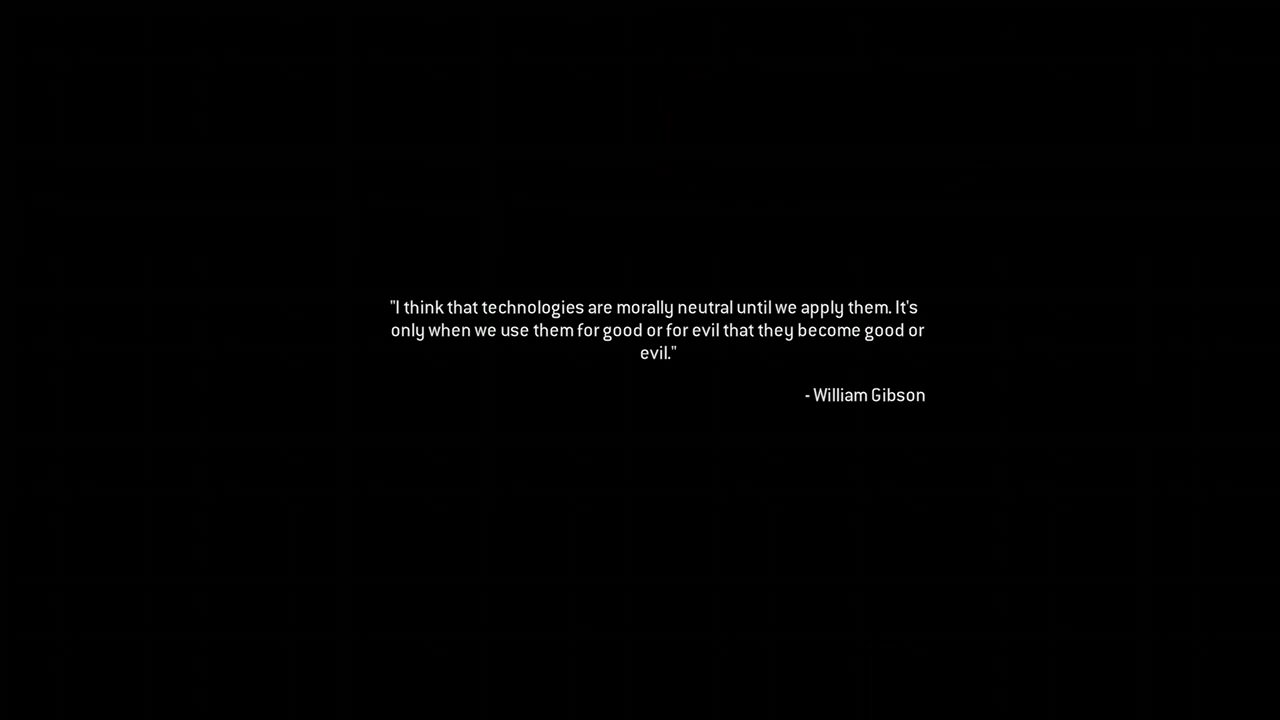 "I think that technologies are morally neutral until we apply them. It's
only when we use them for good or for evil that they become good or
evil."
- William Gibson